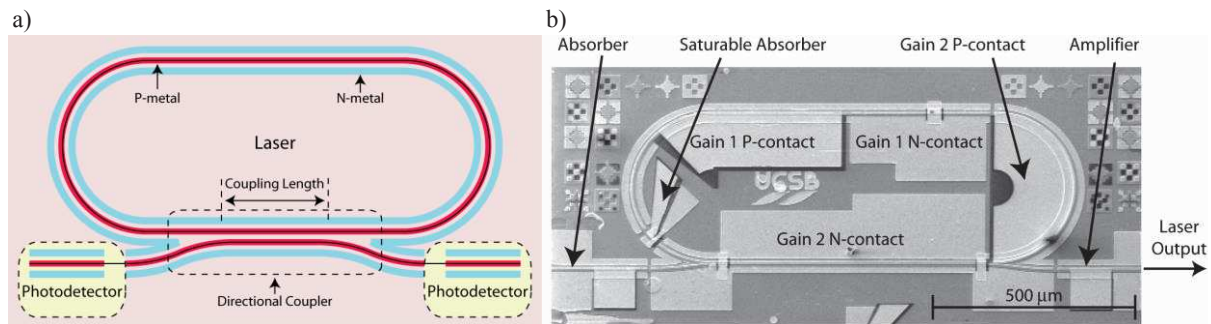 a)
P-metal
N-metal
Laser
Coupling Length
Photodetector
Photodetector
Directional Coupler
b)
Absorber
Saturable Absorber
Gain 2 P-contact
Amplifier
Gain 1 P-contact
Gain 1 N-contact
UCSB
Gain 2 N-contact
Laser
Output
500 μm